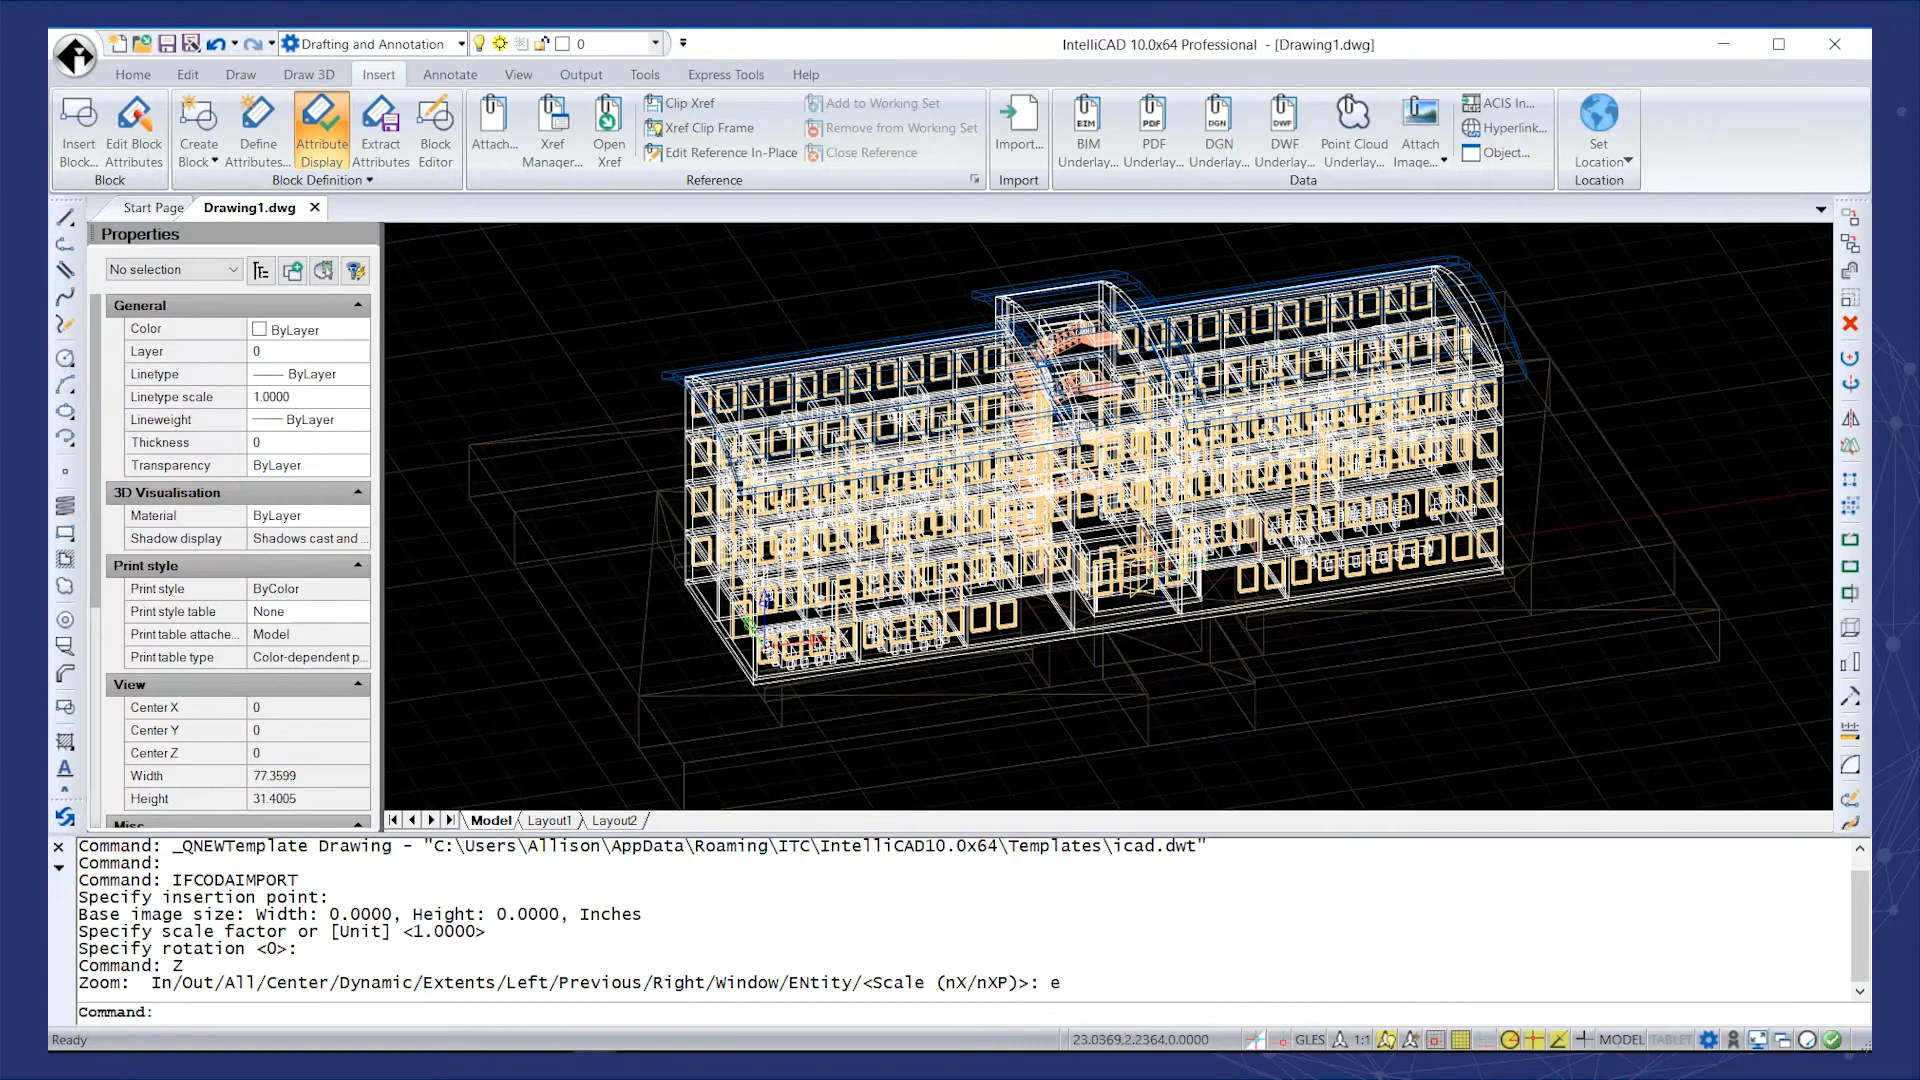 Drafting and Annotation
0
IntelliCAD 10.0x64 Professional - [Drawing1.dwg]
Home Edit Draw Draw 3D Insert Annotate View Output Tools Express Tools Help
Insert Block...
Edit Block Attributes
Block
Create Block
Define Attributes...
Attribute Display
Extract Attributes
Block Editor
Block Definition
Attach...
Xref Manager...
Open Xref
Clip Xref
Xref Clip Frame
Edit Reference In-Place
Add to Working Set
Remove from Working Set
Close Reference
Reference
Import...
Import
BIM Underlay...
PDF Underlay...
DGN Underlay...
DWF Underlay...
Point Cloud Underlay...
Attach Image...
ACIS In...
Hyperlink...
Object...
Data
Set Location
Location
Start Page
Drawing1.dwg
Properties
No selection
General
Color ByLayer
Layer 0
Linetype ByLayer
Linetype scale 1.0000
Lineweight ByLayer
Thickness 0
Transparency ByLayer
3D Visualisation
Material ByLayer
Shadow display Shadows cast and ...
Print style
Print style ByColor
Print style table None
Print table attache... Model
Print table type Color-dependent p...
View
Center X 0
Center Y 0
Center Z 0
Width 77.3599
Height 31.4005
Misc
Model Layout1 Layout2
Command: _QNEWTemplate Drawing - "C:\Users\Allison\AppData\Roaming\ITC\IntelliCAD10.0x64\Templates\icad.dwt"
Command:
Command: IFCODAIMPORT
Specify insertion point:
Base image size: Width: 0.0000, Height: 0.0000, Inches
Specify scale factor or [Unit] <1.0000>
Specify rotation <0>:
Command: Z
Zoom:  In/Out/All/Center/Dynamic/Extents/Left/Previous/Right/Window/ENtity/<Scale (nX/nXP)>: e
Command:
Ready
23.0369,2.2364,0.0000
GLES
1:1
MODEL
TABLET